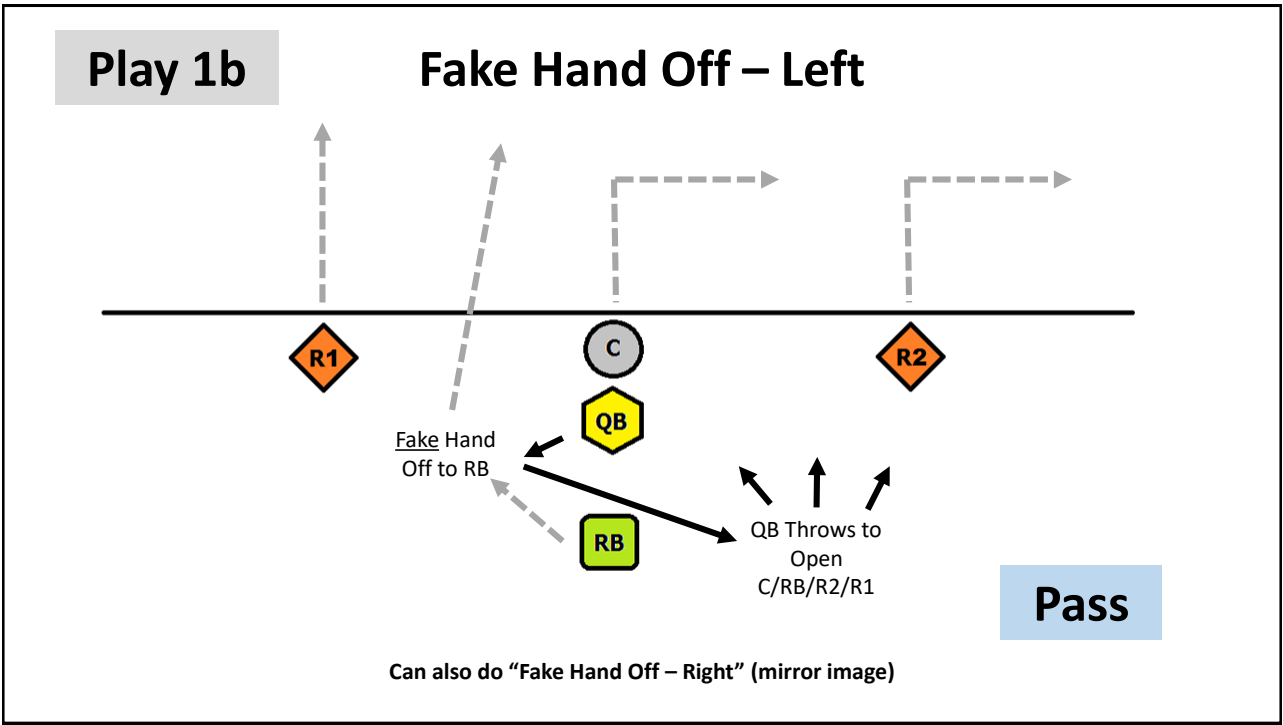 Play 1b
Fake Hand Off – Left
R1
C
R2
QB
Fake Hand
Off to RB
RB
QB Throws to
Open
C/RB/R2/R1
Pass
Can also do “Fake Hand Off – Right” (mirror image)